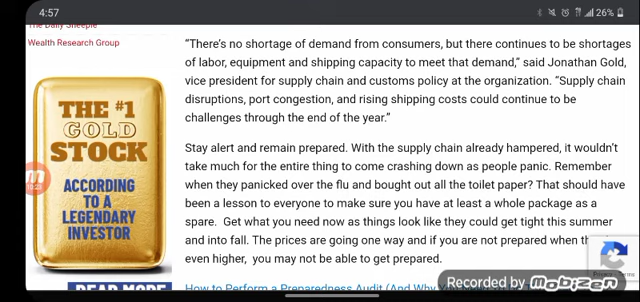 4:57
26%
The Daily Sheeple
Wealth Research Group
THE #1
GOLD
STOCK
ACCORDING
TO A
LEGENDARY
INVESTOR
READ MORE
“There’s no shortage of demand from consumers, but there continues to be shortages
of labor, equipment and shipping capacity to meet that demand,” said Jonathan Gold,
vice president for supply chain and customs policy at the organization. “Supply chain
disruptions, port congestion, and rising shipping costs could continue to be
challenges through the end of the year.”
Stay alert and remain prepared. With the supply chain already hampered, it wouldn’t
take much for the entire thing to come crashing down as people panic. Remember
when they panicked over the flu and bought out all the toilet paper? That should have
been a lesson to everyone to make sure you have at least a whole package as a
spare. Get what you need now as things look like they could get tight this summer
and into fall. The prices are going one way and if you are not prepared when
even higher, you may not be able to get prepared.
How to Perform a Preparedness Audit (And Why
Privacy - Terms
Recorded by Mobizen